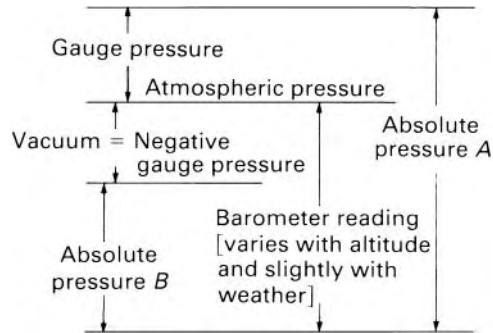 Gauge pressure
Atmospheric pressure
Vacuum = Negative
gauge pressure
Absolute
pressure A
Barometer reading
[varies with altitude
and slightly with
weather]
Absolute
pressure B